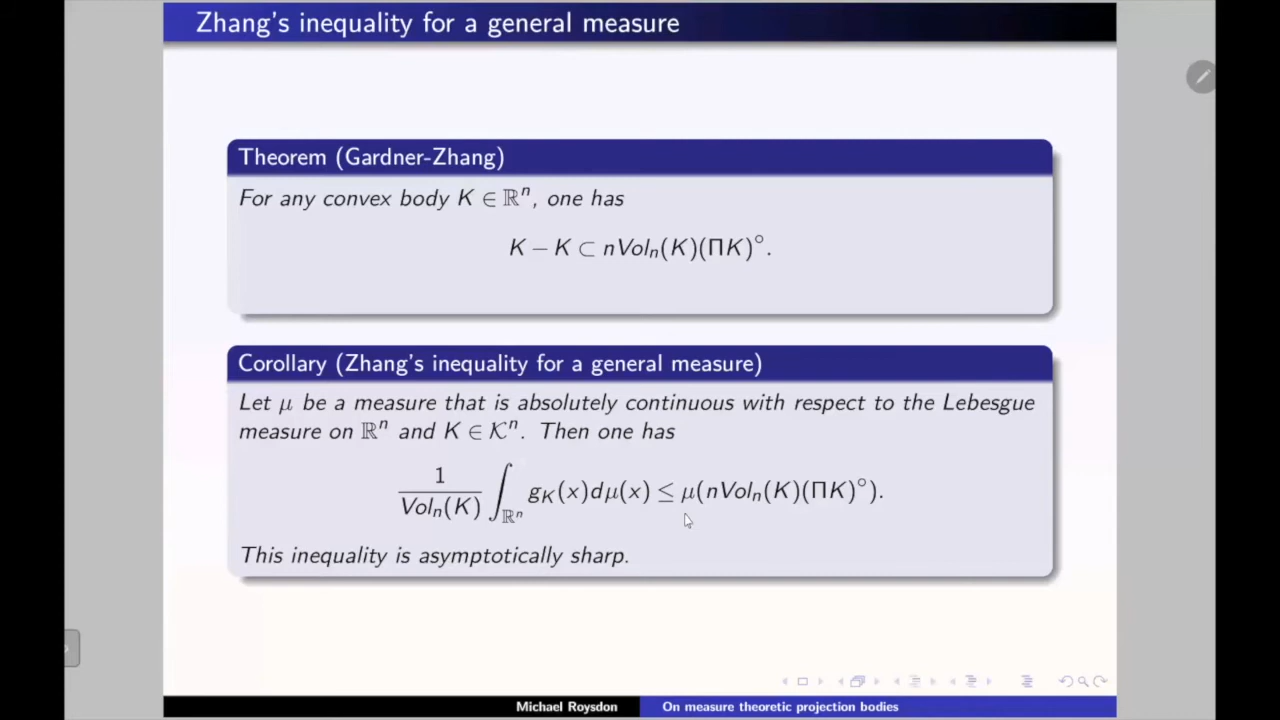 Zhang's inequality for a general measure
Theorem (Gardner-Zhang)
For any convex body K ∈ ℝⁿ, one has
K − K ⊂ nVolₙ(K)(ΠK)°.
Corollary (Zhang's inequality for a general measure)
Let μ be a measure that is absolutely continuous with respect to the Lebesgue
measure on ℝⁿ and K ∈ 𝒦ⁿ. Then one has
1/Volₙ(K) ∫_ℝⁿ g_K(x)dμ(x) ≤ μ(nVolₙ(K)(ΠK)°).
This inequality is asymptotically sharp.
Michael Roysdon On measure theoretic projection bodies